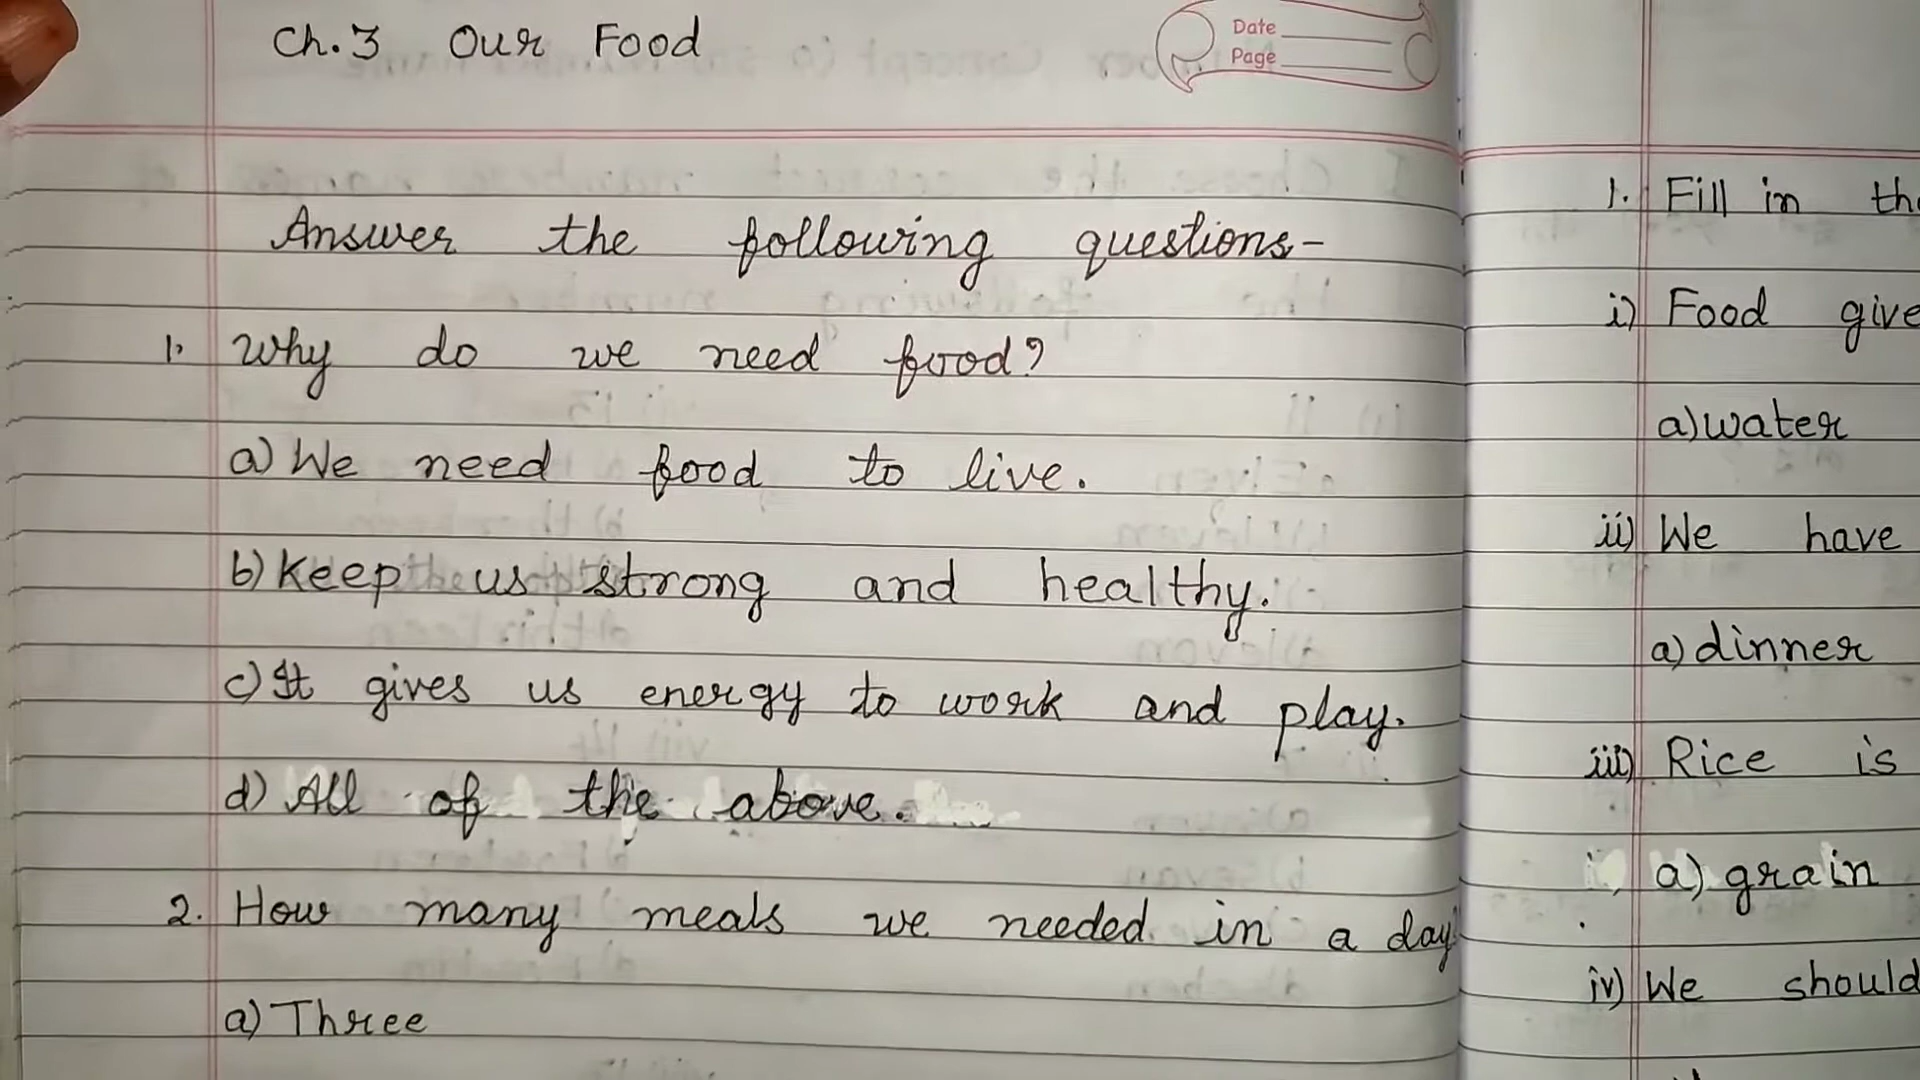 Ch. 3 Our Food
Date
Page
Answer the following questions-
1. Why do we need food?
a) We need food to live.
b) Keep us strong and healthy.
c) It gives us energy to work and play.
d) All of the above.
2. How many meals we needed in a day
a) Three
1. Fill in the
i) Food give
a) water
ii) We have
a) dinner
iii) Rice is
a) grain
iv) We should